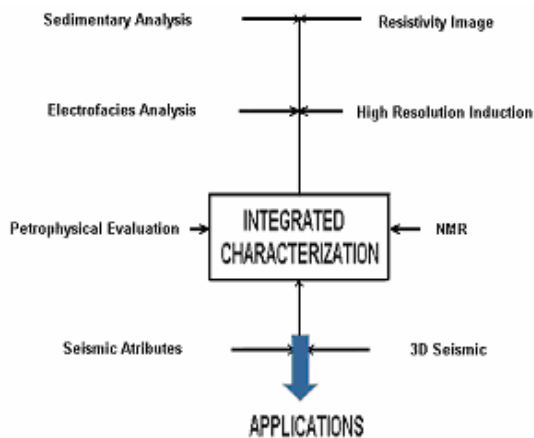 Sedimentary Analysis
Resistivity Image
Electrofacies Analysis
High Resolution Induction
Petrophysical Evaluation
INTEGRATED
CHARACTERIZATION
NMR
Seismic Atributes
3D Seismic
APPLICATIONS